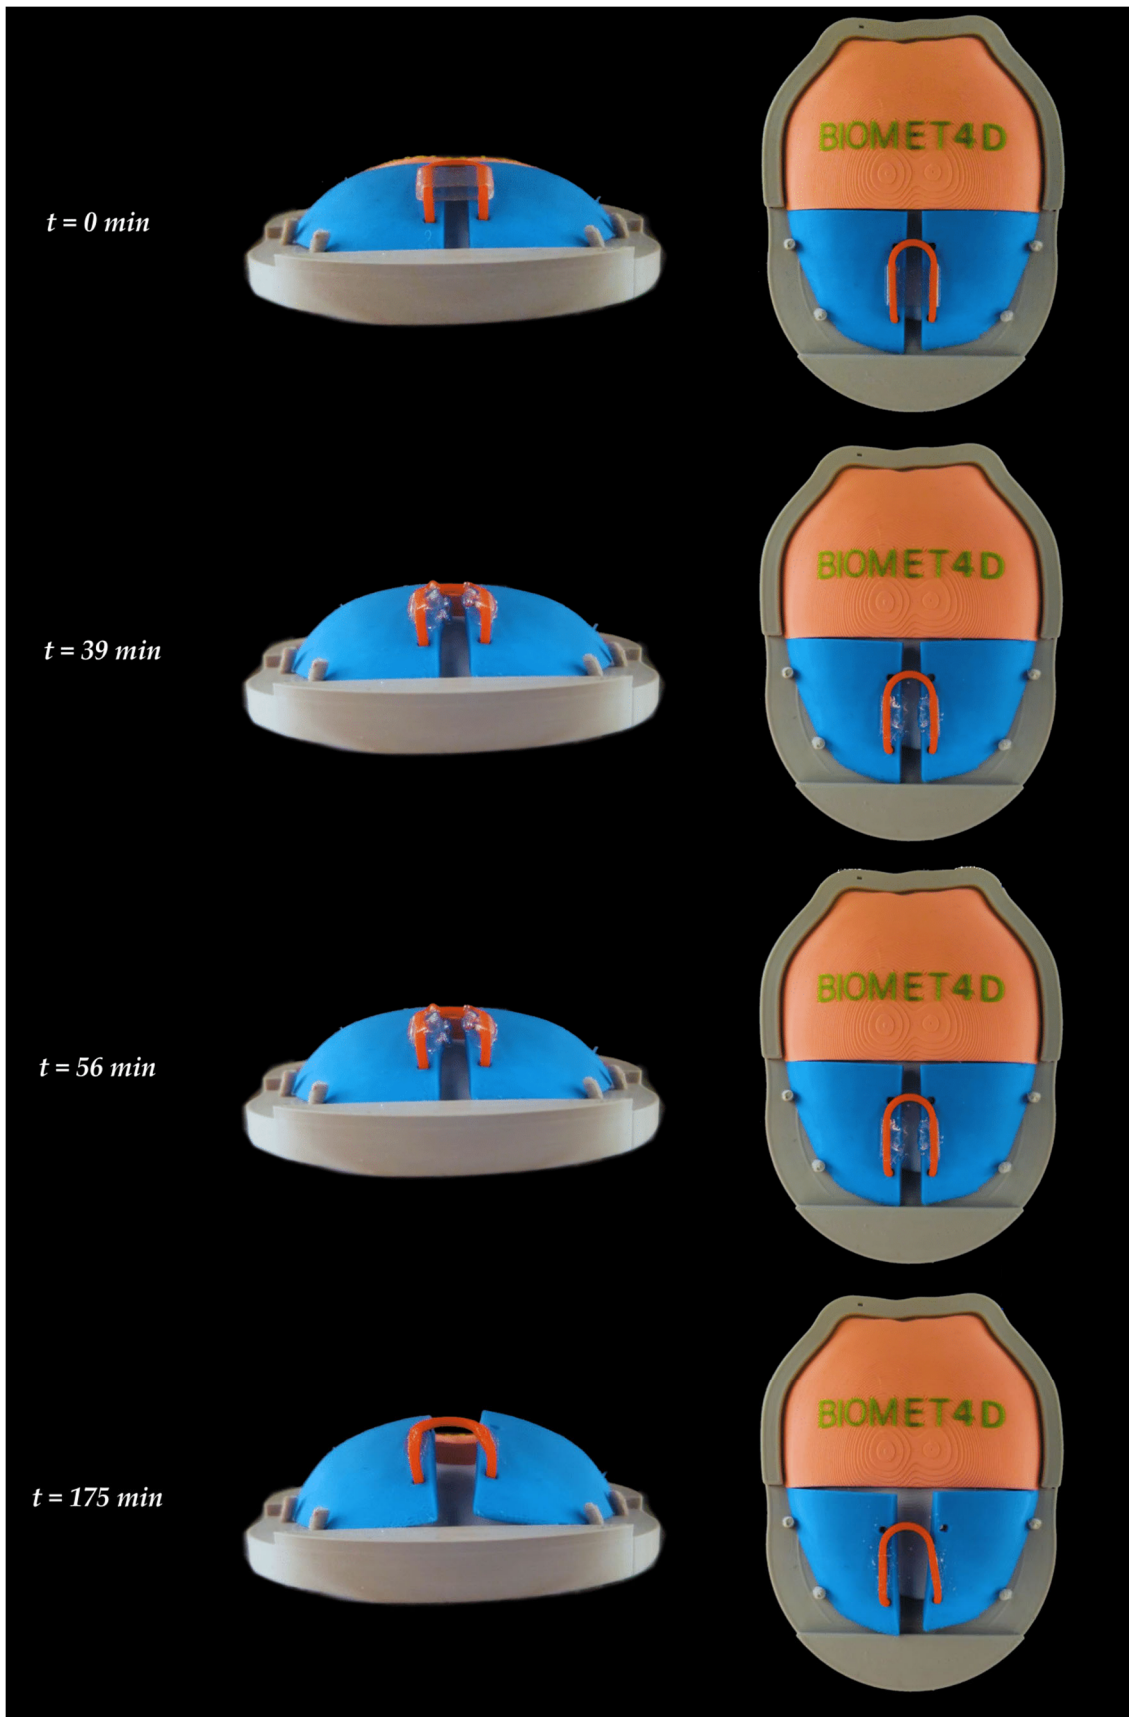 t = 0 min
BIOMET4D
t = 39 min
BIOMET4D
t = 56 min
BIOMET4D
t = 175 min
BIOMET4D